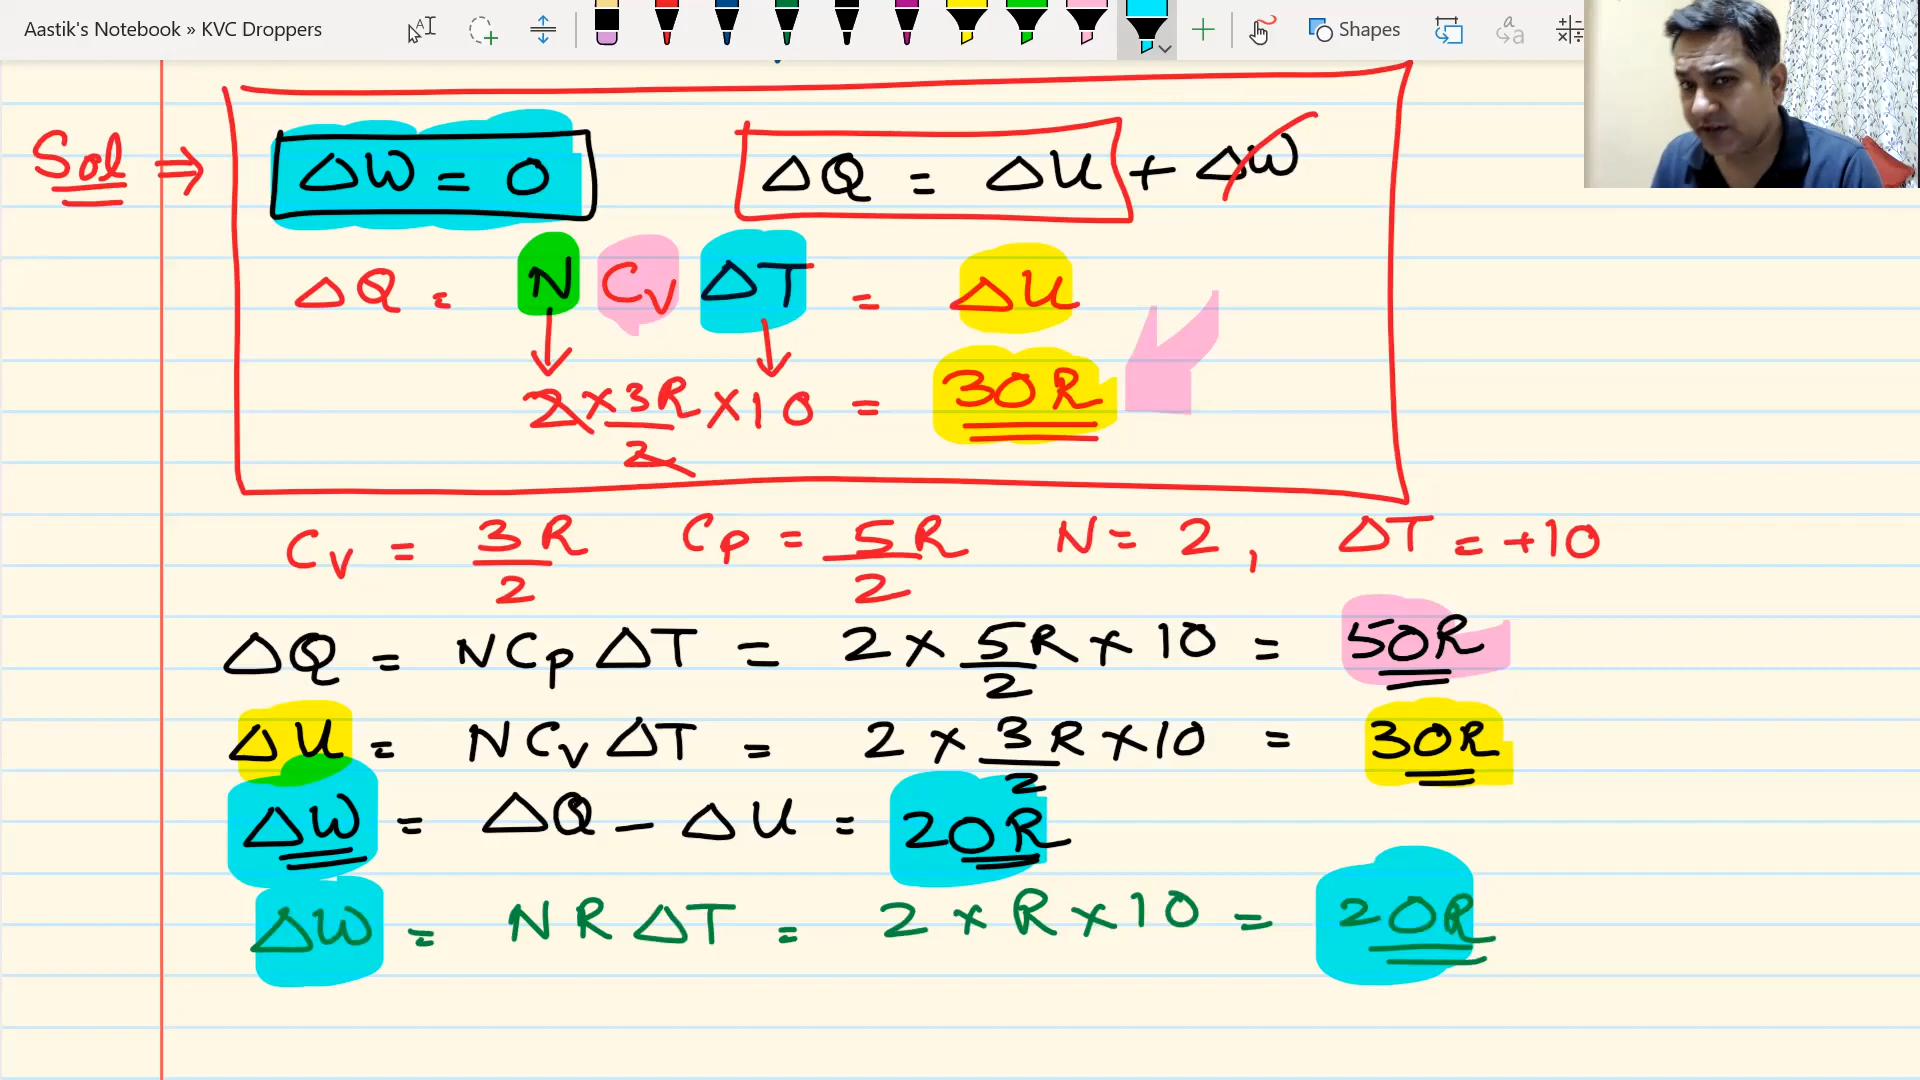 Aastik's Notebook » KVC Droppers
Shapes
Sol ⇒ ΔW = 0 ΔQ = ΔU + ΔW
ΔQ = N Cv ΔT = ΔU
2 × 3R/2 × 10 = 30R
Cv = 3R/2 Cp = 5R/2 N = 2, ΔT = +10
ΔQ = NCp ΔT = 2 × 5R/2 × 10 = 50R
ΔU = NCv ΔT = 2 × 3R/2 × 10 = 30R
ΔW = ΔQ - ΔU = 20R
ΔW = NRΔT = 2 × R × 10 = 20R